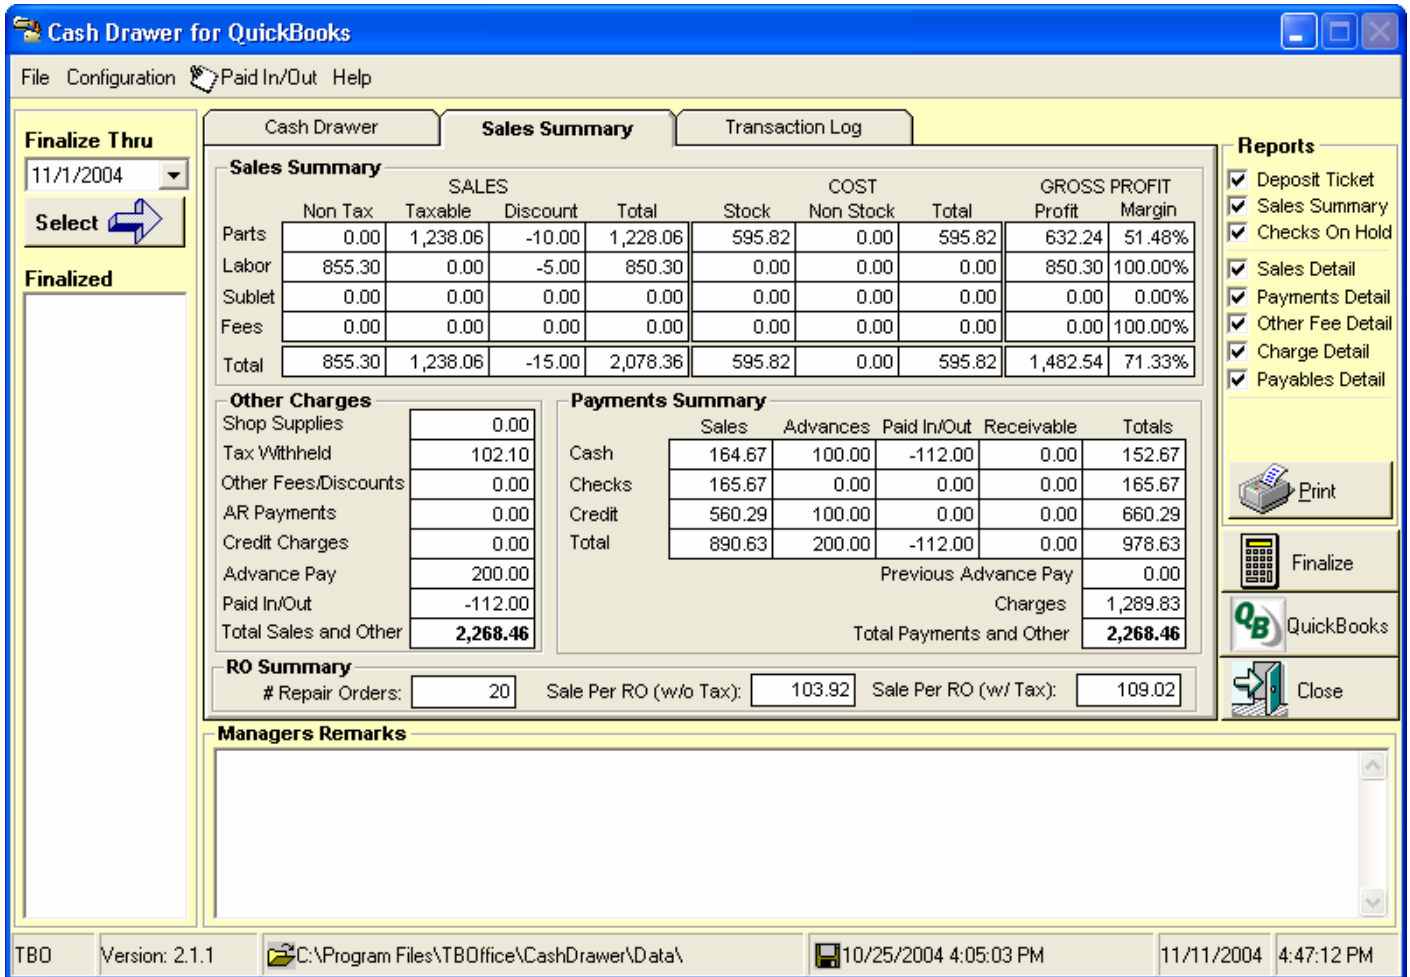 Cash Drawer for QuickBooks
File Configuration Paid In/Out Help
Finalize Thru
11/1/2004
Select
Finalized
Cash Drawer Sales Summary Transaction Log
Sales Summary
SALES COST GROSS PROFIT
Non Tax Taxable Discount Total Stock Non Stock Total Profit Margin
Parts 0.00 1,238.06 -10.00 1,228.06 595.82 0.00 595.82 632.24 51.48%
Labor 855.30 0.00 -5.00 850.30 0.00 0.00 0.00 850.30 100.00%
Sublet 0.00 0.00 0.00 0.00 0.00 0.00 0.00 0.00 0.00%
Fees 0.00 0.00 0.00 0.00 0.00 0.00 0.00 0.00 100.00%
Total 855.30 1,238.06 -15.00 2,078.36 595.82 0.00 595.82 1,482.54 71.33%
Other Charges
Shop Supplies 0.00
Tax Withheld 102.10
Other Fees/Discounts 0.00
AR Payments 0.00
Credit Charges 0.00
Advance Pay 200.00
Paid In/Out -112.00
Total Sales and Other 2,268.46
Payments Summary
Sales Advances Paid In/Out Receivable Totals
Cash 164.67 100.00 -112.00 0.00 152.67
Checks 165.67 0.00 0.00 0.00 165.67
Credit 560.29 100.00 0.00 0.00 660.29
Total 890.63 200.00 -112.00 0.00 978.63
Previous Advance Pay 0.00
Charges 1,289.83
Total Payments and Other 2,268.46
RO Summary
# Repair Orders: 20 Sale Per RO (w/o Tax): 103.92 Sale Per RO (w/ Tax): 109.02
Reports
Deposit Ticket
Sales Summary
Checks On Hold
Sales Detail
Payments Detail
Other Fee Detail
Charge Detail
Payables Detail
Print
Finalize
QB QuickBooks
Close
Managers Remarks
TBO Version: 2.1.1 C:\Program Files\TBOffice\CashDrawer\Data\ 10/25/2004 4:05:03 PM 11/11/2004 4:47:12 PM